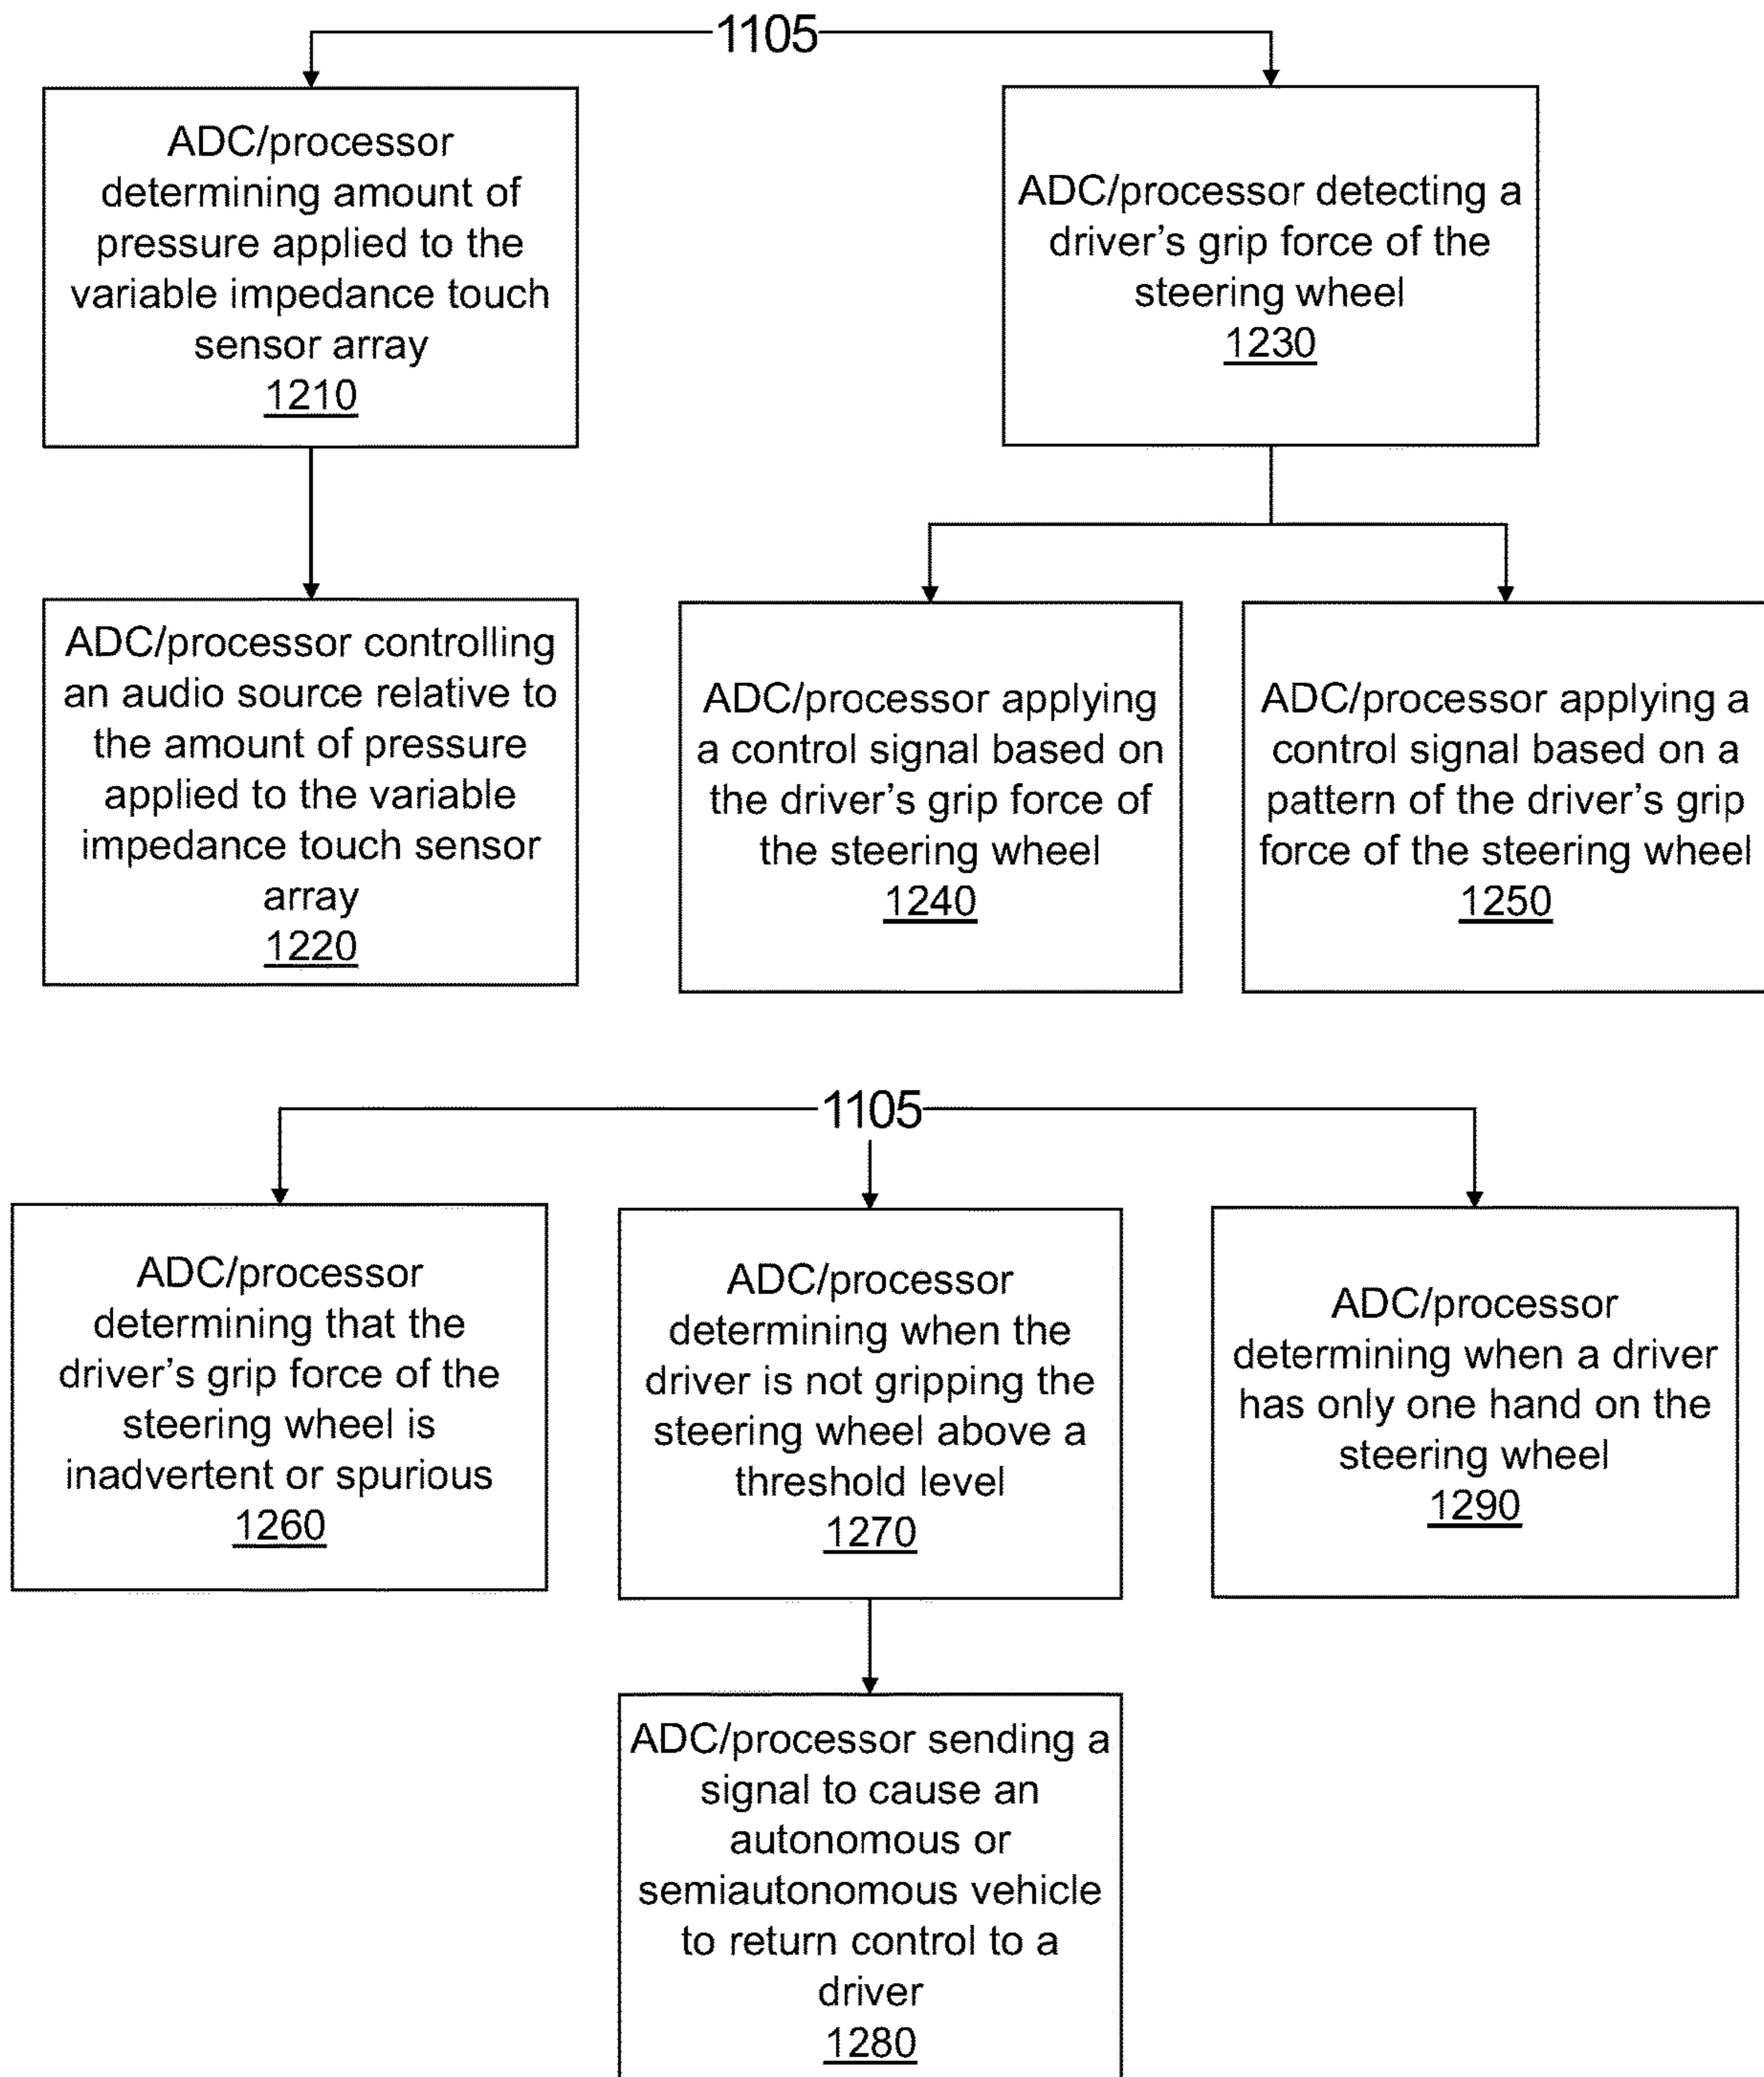 1105
ADC/processor
determining amount of
pressure applied to the
variable impedance touch
sensor array
1210
ADC/processor detecting a
driver's grip force of the
steering wheel
1230
ADC/processor controlling
an audio source relative to
the amount of pressure
applied to the variable
impedance touch sensor
array
1220
ADC/processor applying
a control signal based on
the driver's grip force of
the steering wheel
1240
ADC/processor applying a
control signal based on a
pattern of the driver's grip
force of the steering wheel
1250
1105
ADC/processor
determining that the
driver's grip force of the
steering wheel is
inadvertent or spurious
1260
ADC/processor
determining when the
driver is not gripping the
steering wheel above a
threshold level
1270
ADC/processor
determining when a driver
has only one hand on the
steering wheel
1290
ADC/processor sending a
signal to cause an
autonomous or
semiautonomous vehicle
to return control to a
driver
1280